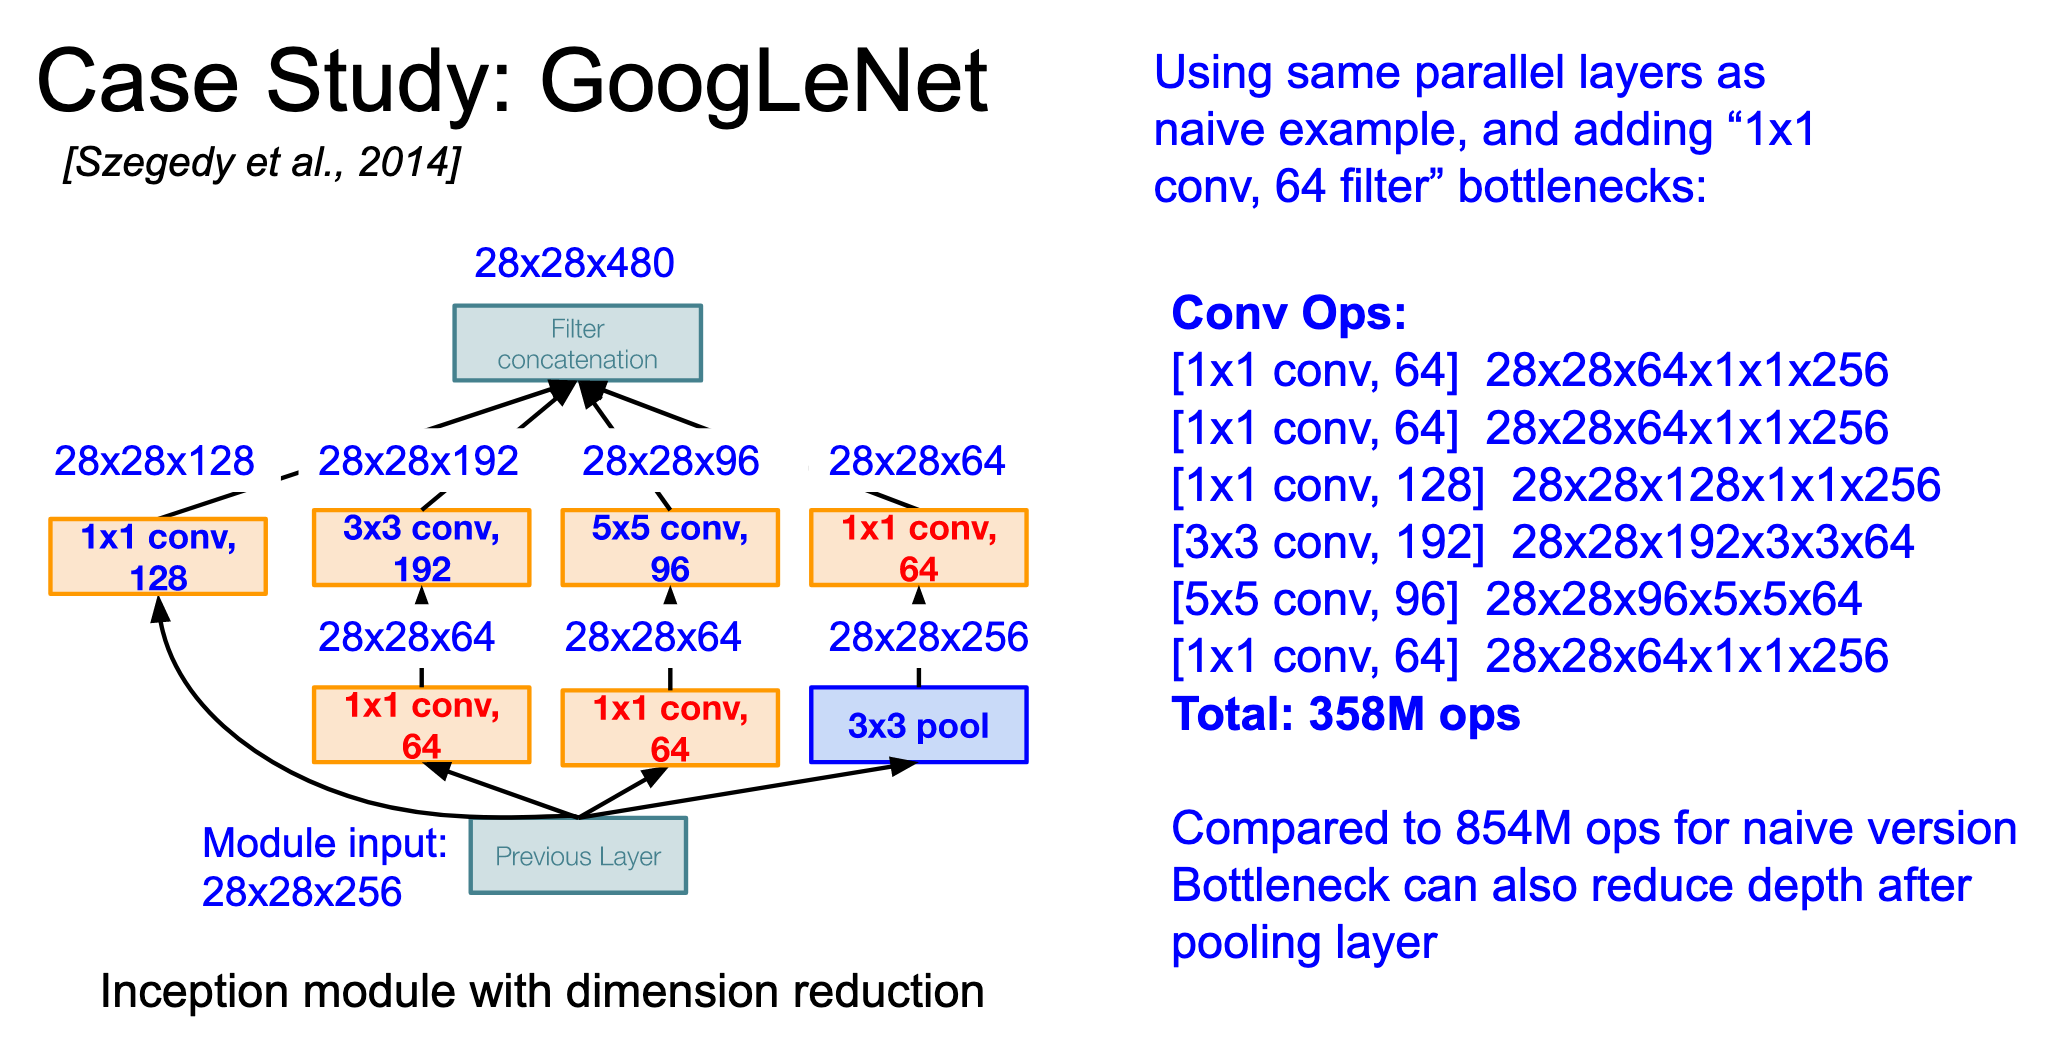 Case Study: GoogLeNet
[Szegedy et al., 2014]
28x28x480
Filter
concatenation
28x28x128
28x28x192
28x28x96
28x28x64
1x1 conv,
128
3x3 conv,
192
5x5 conv,
96
1x1 conv,
64
28x28x64
28x28x64
28x28x256
1x1 conv,
64
1x1 conv,
64
3x3 pool
Module input:
28x28x256
Previous Layer
Inception module with dimension reduction
Using same parallel layers as
naive example, and adding “1x1
conv, 64 filter” bottlenecks:
Conv Ops:
[1x1 conv, 64]  28x28x64x1x1x256
[1x1 conv, 64]  28x28x64x1x1x256
[1x1 conv, 128]  28x28x128x1x1x256
[3x3 conv, 192]  28x28x192x3x3x64
[5x5 conv, 96]  28x28x96x5x5x64
[1x1 conv, 64]  28x28x64x1x1x256
Total: 358M ops
Compared to 854M ops for naive version
Bottleneck can also reduce depth after
pooling layer